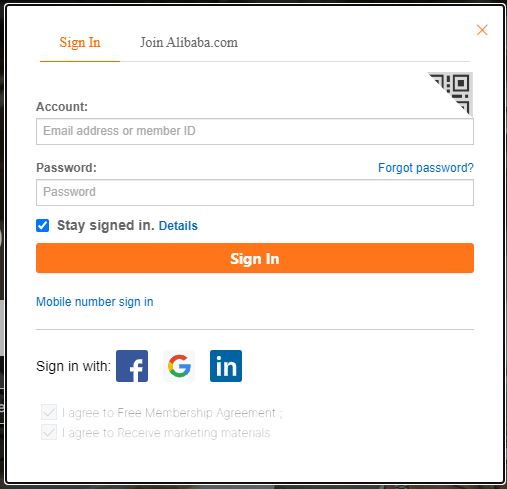 Sign In
Join Alibaba.com
Account:
Email address or member ID
Password:
Forgot password?
Password
Stay signed in. Details
Sign In
Mobile number sign in
Sign in with:
I agree to Free Membership Agreement ;
I agree to Receive marketing materials